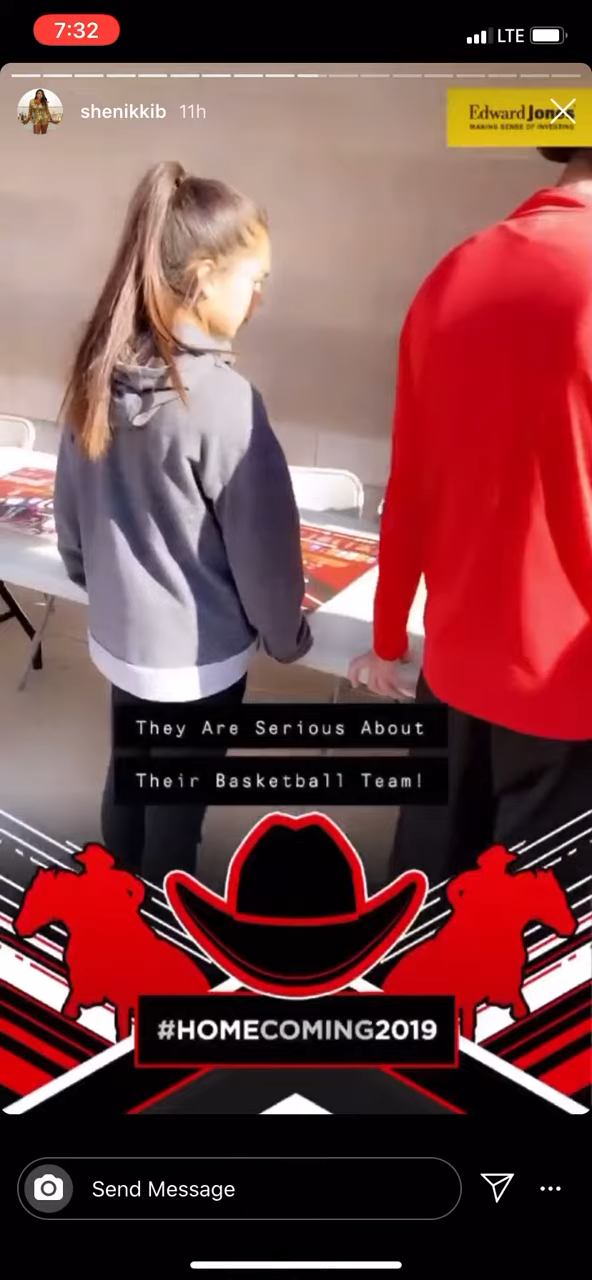 7:32
LTE
shenikkib 11h
Edward Jones
MAKING SENSE OF INVESTING
They Are Serious About
Their Basketball Team!
#HOMECOMING2019
Send Message